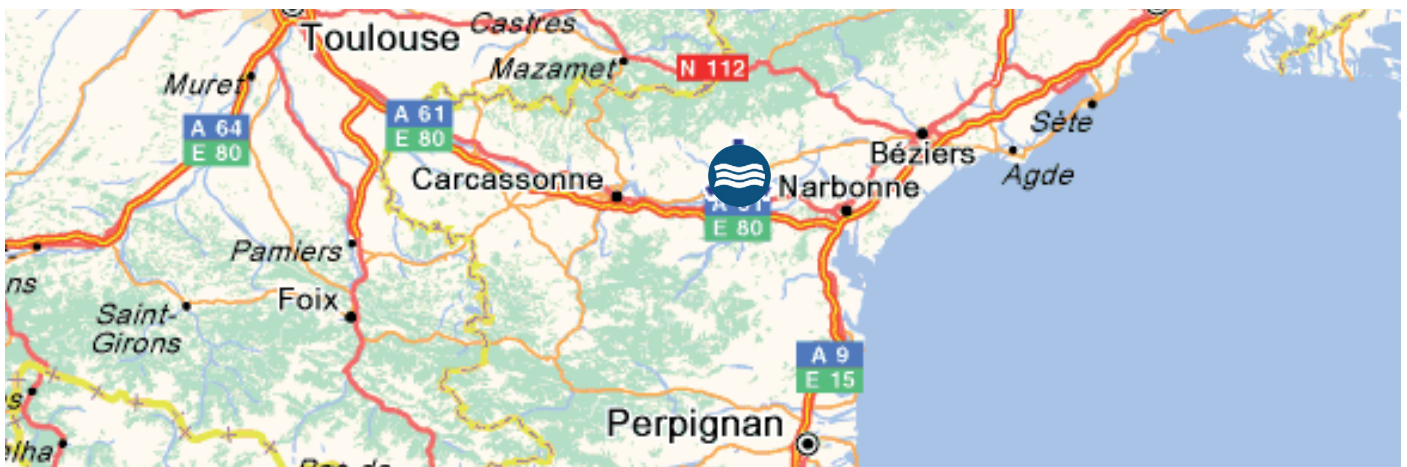 Toulouse
Castres
Mazamet
N 112
Muret
A 64
E 80
A 61
E 80
Sète
Béziers
Agde
Carcassonne
Narbonne
A 61
E 80
Pamiers
Foix
Saint-
Girons
A 9
E 15
Perpignan